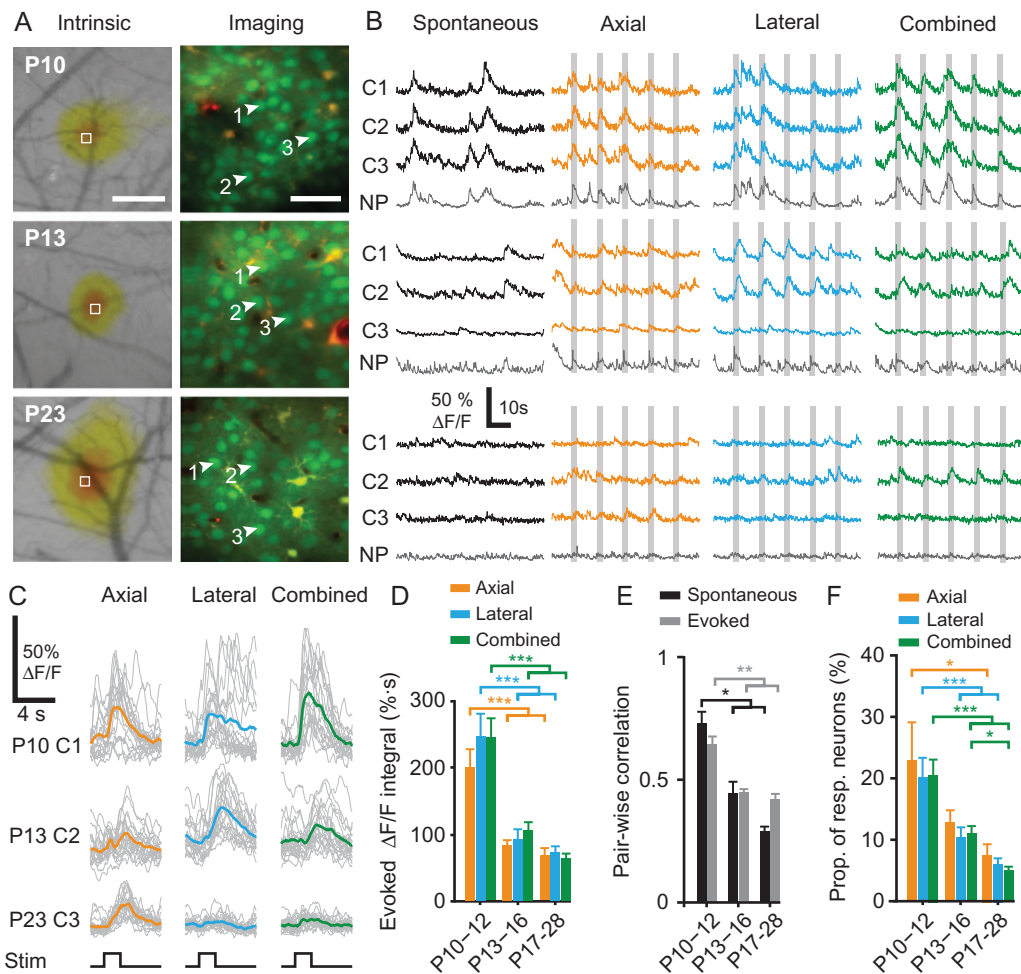 A
Intrinsic
Imaging
P10
1
3
2
P13
1
2
3
P23
1
2
3
B
Spontaneous
Axial
Lateral
Combined
C1
C2
C3
NP
C1
C2
C3
NP
50 %
ΔF/F
10s
C1
C2
C3
NP
C
Axial
Lateral
Combined
50%
ΔF/F
4 s
P10 C1
P13 C2
P23 C3
Stim
D
Axial
Lateral
Combined
Evoked ΔF/F integral (%·s)
300
200
100
0
***
***
***
P10−12
P13−16
P17-28
E
Spontaneous
Evoked
Pair-wise correlation
1
0.5
0
**
*
P10−12
P13−16
P17-28
F
Axial
Lateral
Combined
Prop. of resp. neurons (%)
40
30
20
10
0
*
***
***
*
P10−12
P13−16
P17-28